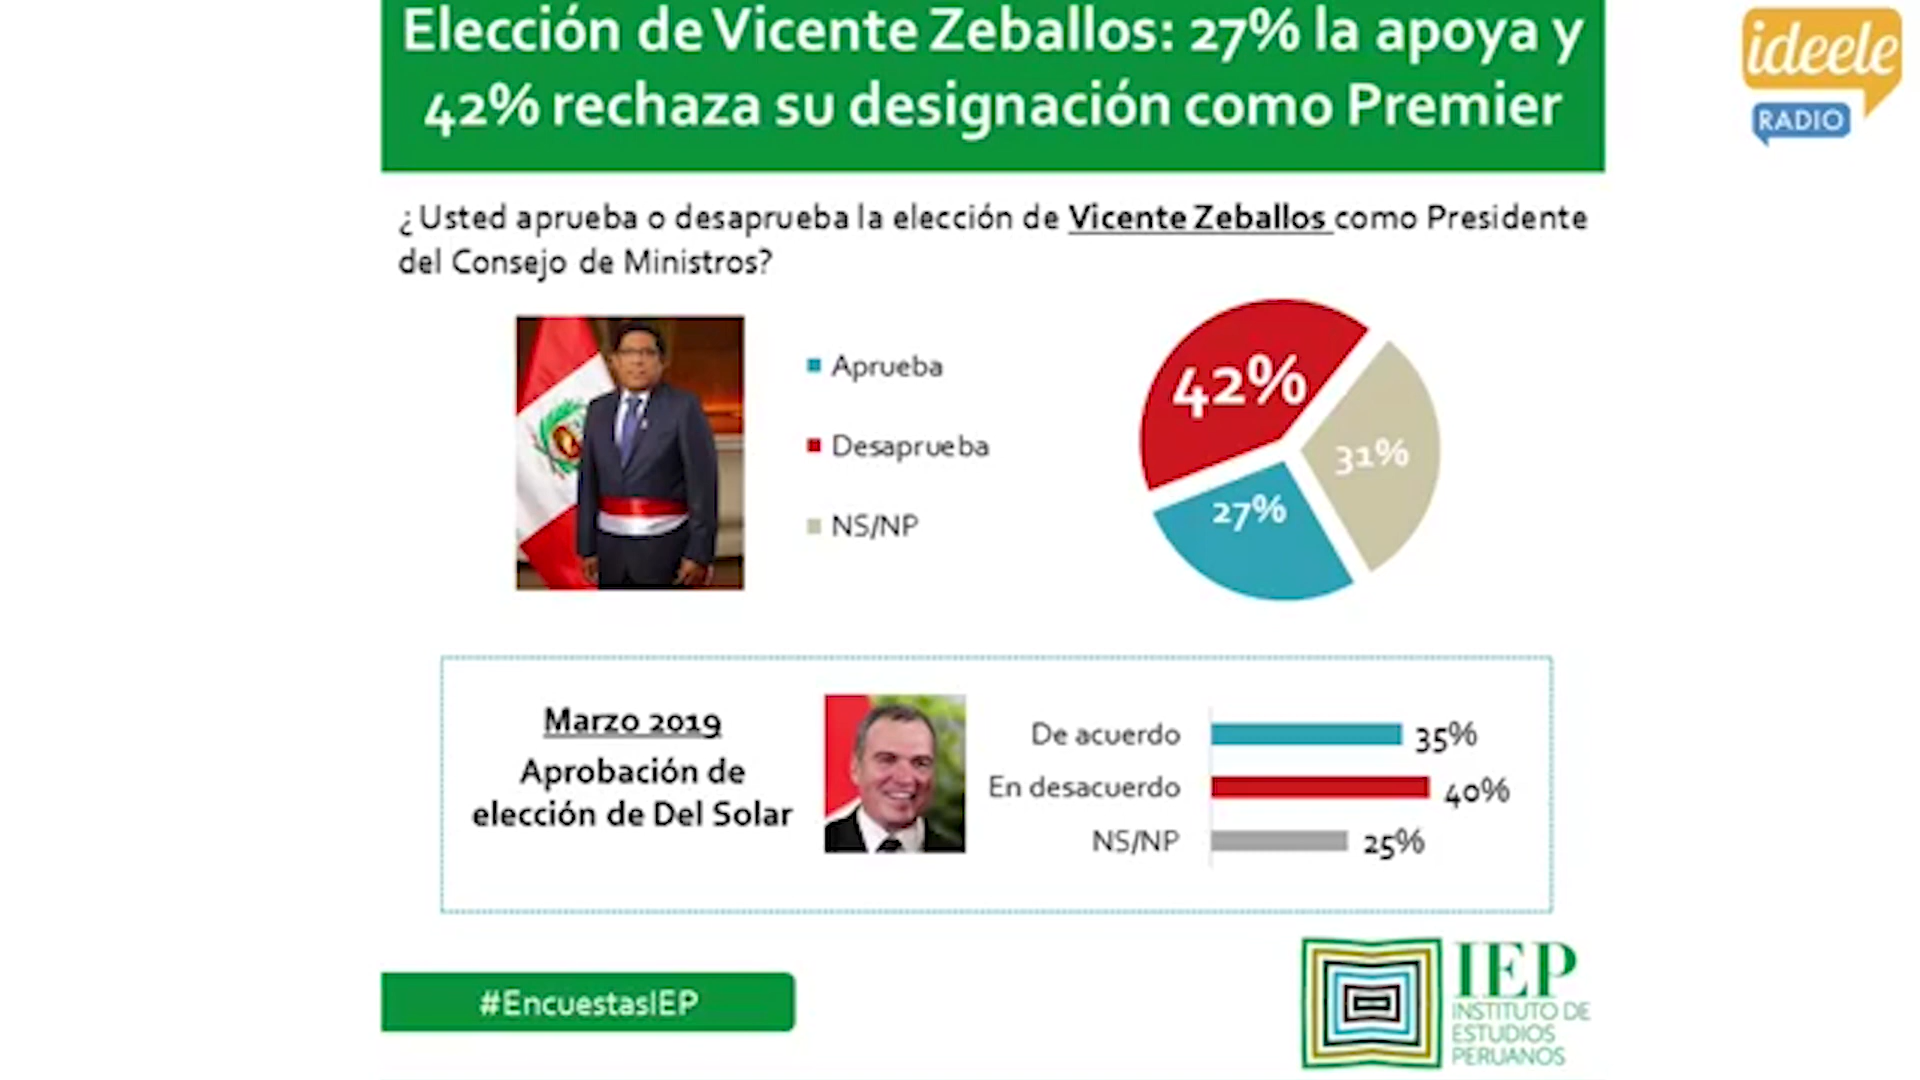 Elección de Vicente Zeballos: 27% la apoya y
42% rechaza su designación como Premier
ideele
RADIO
¿Usted aprueba o desaprueba la elección de Vicente Zeballos como Presidente
del Consejo de Ministros?
Aprueba
Desaprueba
NS/NP
42%
31%
27%
Marzo 2019
Aprobación de
elección de Del Solar
De acuerdo 35%
En desacuerdo 40%
NS/NP 25%
#EncuestasIEP
IEP
INSTITUTO DE
ESTUDIOS
PERUANOS